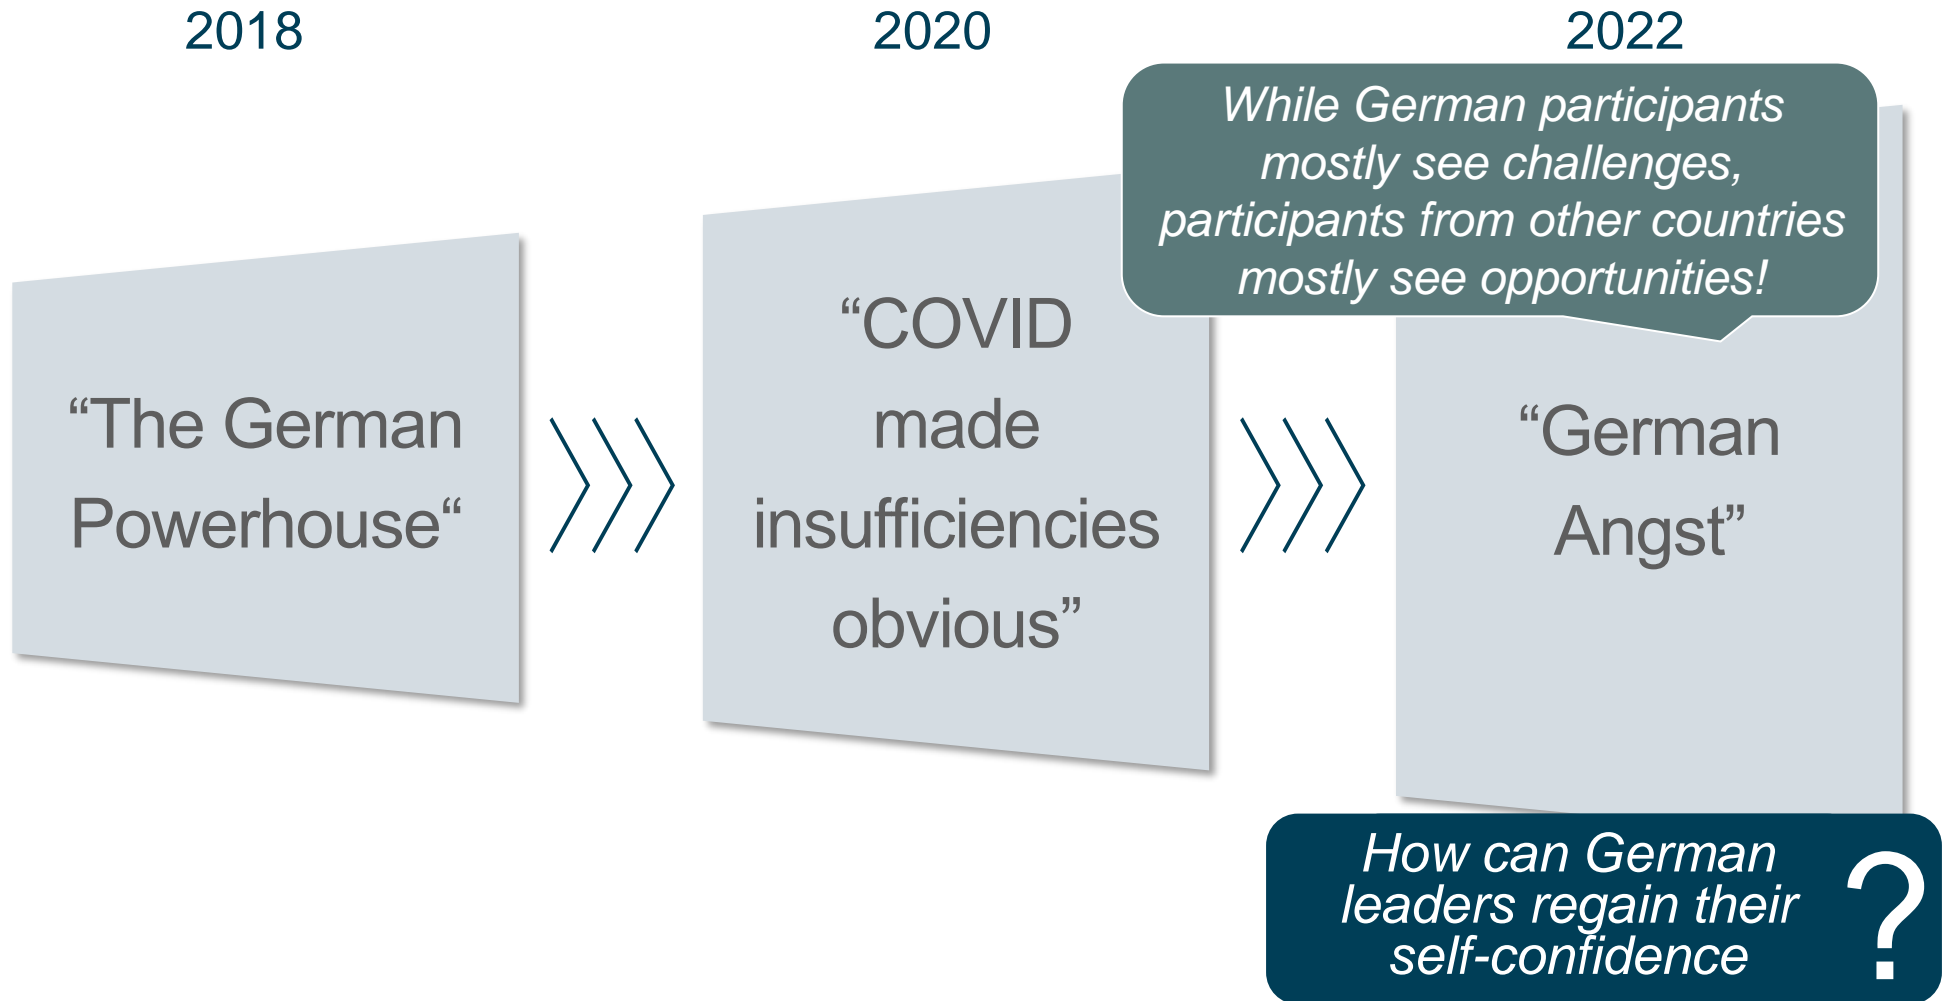 2018
2020
2022
While German participants
mostly see challenges,
participants from other countries
mostly see opportunities!
“The German
Powerhouse“
“COVID
made
insufficiencies
obvious”
“German
Angst”
How can German
leaders regain their
self-confidence
?